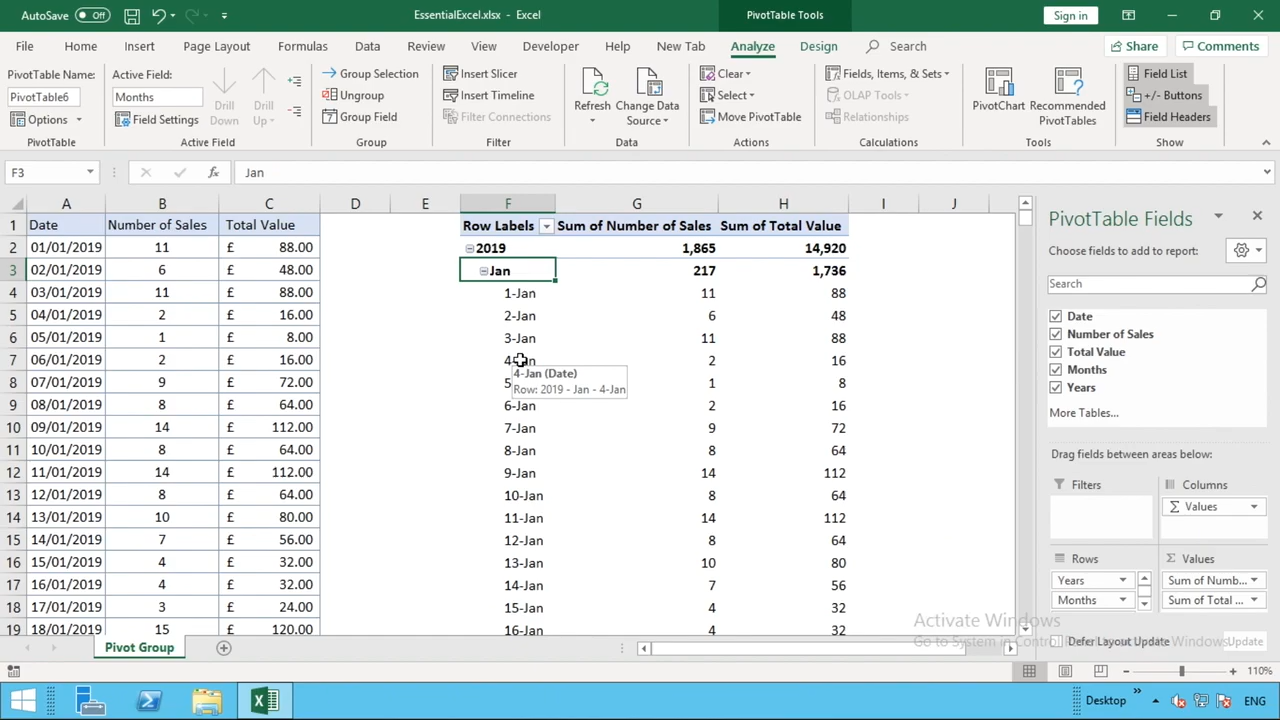 AutoSave Off
EssentialExcel.xlsx - Excel
PivotTable Tools
Sign in
File Home Insert Page Layout Formulas Data Review View Developer Help New Tab Analyze Design Search Share Comments
PivotTable Name:
PivotTable6
Options
PivotTable
Active Field:
Months
Field Settings
Drill Down
Drill Up
Active Field
Group Selection
Ungroup
Group Field
Group
Insert Slicer
Insert Timeline
Filter Connections
Filter
Refresh
Change Data Source
Data
Clear
Select
Move PivotTable
Actions
Fields, Items, & Sets
OLAP Tools
Relationships
Calculations
PivotChart
Recommended PivotTables
Tools
Field List
+/- Buttons
Field Headers
Show
F3 fx Jan
A B C D E F G H I J
1 Date Number of Sales Total Value Row Labels Sum of Number of Sales Sum of Total Value
2 01/01/2019 11 £ 88.00 2019 1,865 14,920
3 02/01/2019 6 £ 48.00 Jan 217 1,736
4 03/01/2019 11 £ 88.00 1-Jan 11 88
5 04/01/2019 2 £ 16.00 2-Jan 6 48
6 05/01/2019 1 £ 8.00 3-Jan 11 88
7 06/01/2019 2 £ 16.00 4-Jan 2 16
4-Jan (Date)
Row: 2019 - Jan - 4-Jan
8 07/01/2019 9 £ 72.00 5 1 8
9 08/01/2019 8 £ 64.00 6-Jan 2 16
10 09/01/2019 14 £ 112.00 7-Jan 9 72
11 10/01/2019 8 £ 64.00 8-Jan 8 64
12 11/01/2019 14 £ 112.00 9-Jan 14 112
13 12/01/2019 8 £ 64.00 10-Jan 8 64
14 13/01/2019 10 £ 80.00 11-Jan 14 112
15 14/01/2019 7 £ 56.00 12-Jan 8 64
16 15/01/2019 4 £ 32.00 13-Jan 10 80
17 16/01/2019 4 £ 32.00 14-Jan 7 56
18 17/01/2019 3 £ 24.00 15-Jan 4 32
19 18/01/2019 15 £ 120.00 16-Jan 4 32
PivotTable Fields
Choose fields to add to report:
Search
Date
Number of Sales
Total Value
Months
Years
More Tables...
Drag fields between areas below:
Filters
Columns
Σ Values
Rows
Years
Months
Σ Values
Sum of Numb...
Sum of Total ...
Defer Layout Update
Update
Activate Windows
Go to System in Control Panel to activate Windows.
Pivot Group
110%
Desktop
ENG